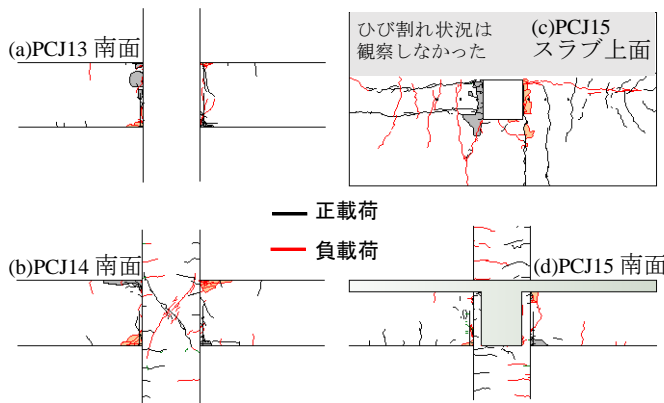 (a)PCJ13 南面
ひび割れ状況は
観察しなかった
(c)PCJ15
スラブ上面
正載荷
負載荷
(b)PCJ14 南面
(d)PCJ15 南面